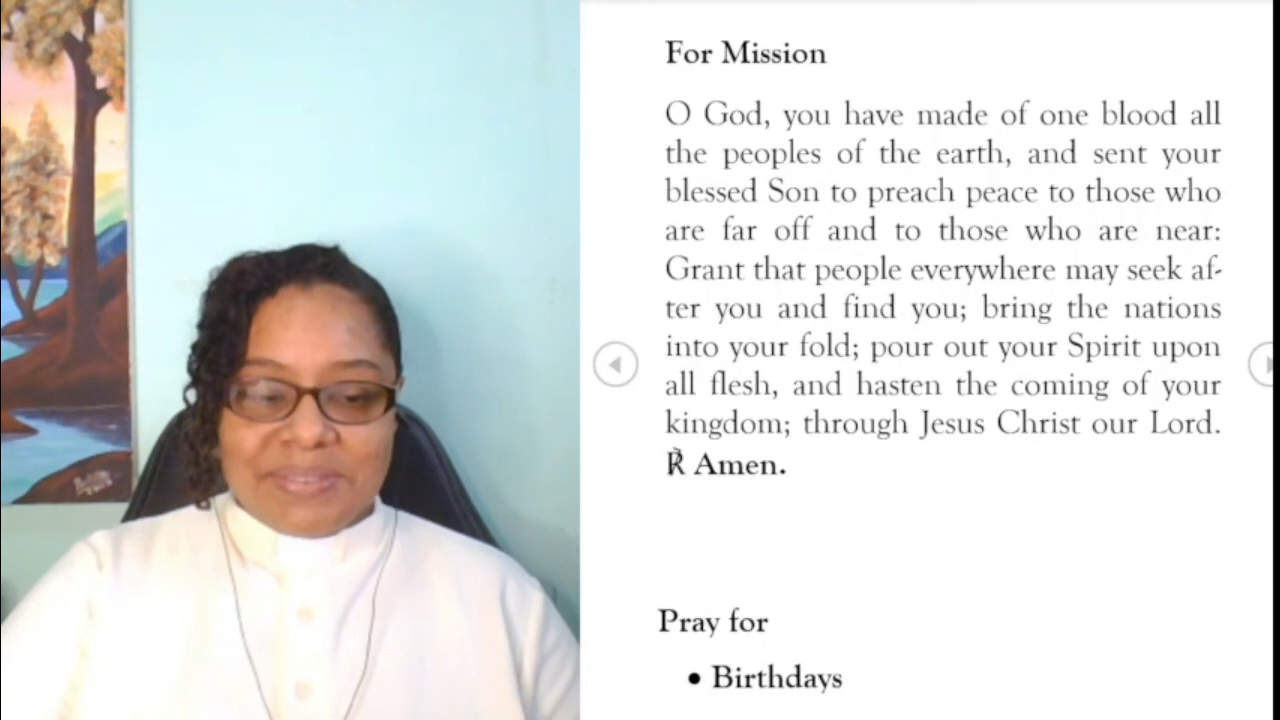 For Mission
O God, you have made of one blood all
the peoples of the earth, and sent your
blessed Son to preach peace to those who
are far off and to those who are near:
Grant that people everywhere may seek af-
ter you and find you; bring the nations
into your fold; pour out your Spirit upon
all flesh, and hasten the coming of your
kingdom; through Jesus Christ our Lord.
℟ Amen.
Pray for
• Birthdays